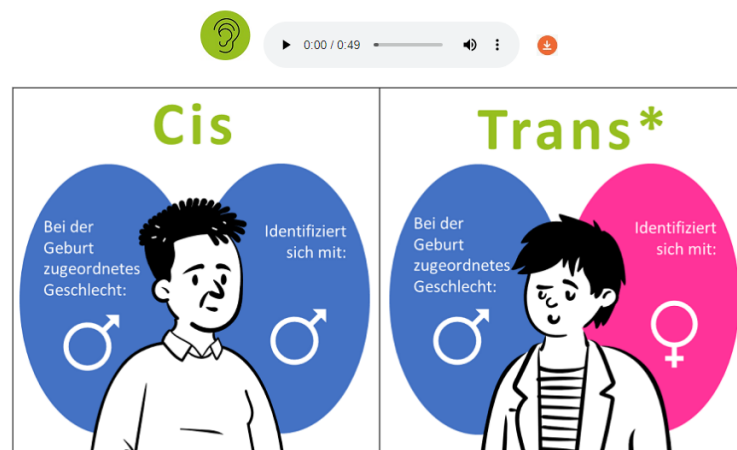 0:00 / 0:49
Cis
Bei der
Geburt
zugeordnetes
Geschlecht:
Identifiziert
sich mit:
Trans*
Bei der
Geburt
zugeordnetes
Geschlecht:
Identifiziert
sich mit: